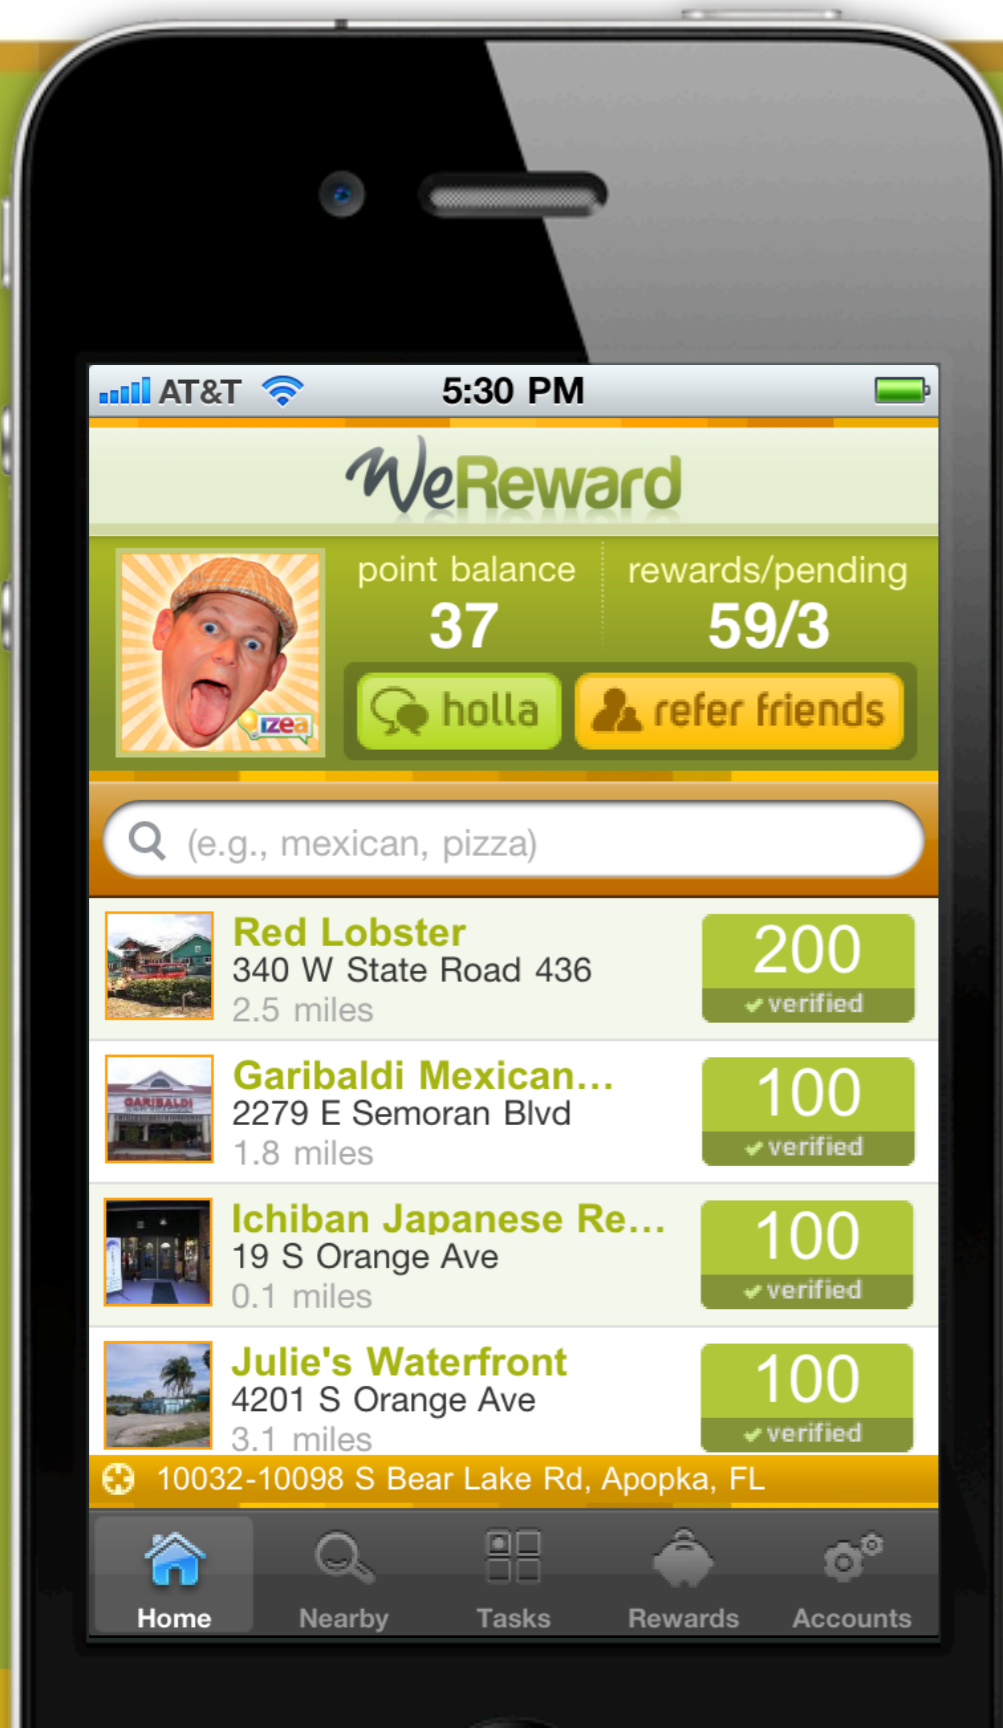 AT&T 5:30 PM
WeReward
point balance
37
rewards/pending
59/3
izea
holla
refer friends
(e.g., mexican, pizza)
Red Lobster
340 W State Road 436
2.5 miles
200
verified
GARIBALDI
Garibaldi Mexican...
2279 E Semoran Blvd
1.8 miles
100
verified
Ichiban Japanese Re...
19 S Orange Ave
0.1 miles
100
verified
Julie's Waterfront
4201 S Orange Ave
3.1 miles
100
verified
10032-10098 S Bear Lake Rd, Apopka, FL
Home Nearby Tasks Rewards Accounts